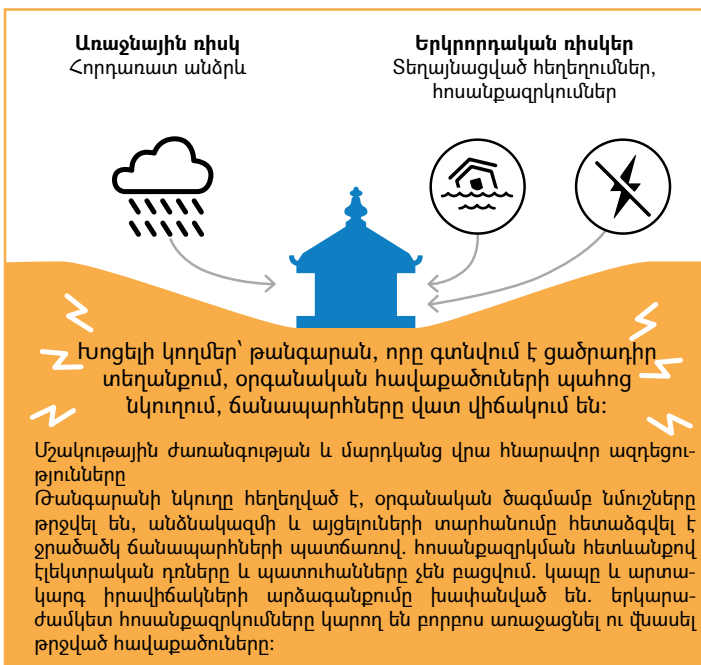 Առաջնային ռիսկ
Հորդառատ անձրև
Երկրորդական ռիսկեր
Տեղայնացված հեղեղումներ,
հոսանքազրկումներ
Խոցելի կողմեր՝ թանգարան, որը գտնվում է ցածրադիր
տեղանքում, օրգանական հավաքածուների պահոց
նկուղում, ճանապարհները վատ վիճակում են:
Մշակութային ժառանգության և մարդկանց վրա հնարավոր ազդեցու-
թյունները
Թանգարանի նկուղը հեղեղված է, օրգանական ծագմամբ նմուշները
թրջվել են, անձնակազմի և այցելուների տարհանումը հետաձգվել է
ջրածածկ ճանապարհների պատճառով. հոսանքազրկման հետևանքով
էլեկտրական դռները և պատուհանները չեն բացվում. կապը և արտա-
կարգ իրավիճակների արձագանքումը խափանված են. երկարա-
ժամկետ հոսանքազրկումները կարող են բորբոս առաջացնել ու վնասել
թրջված հավաքածուները: